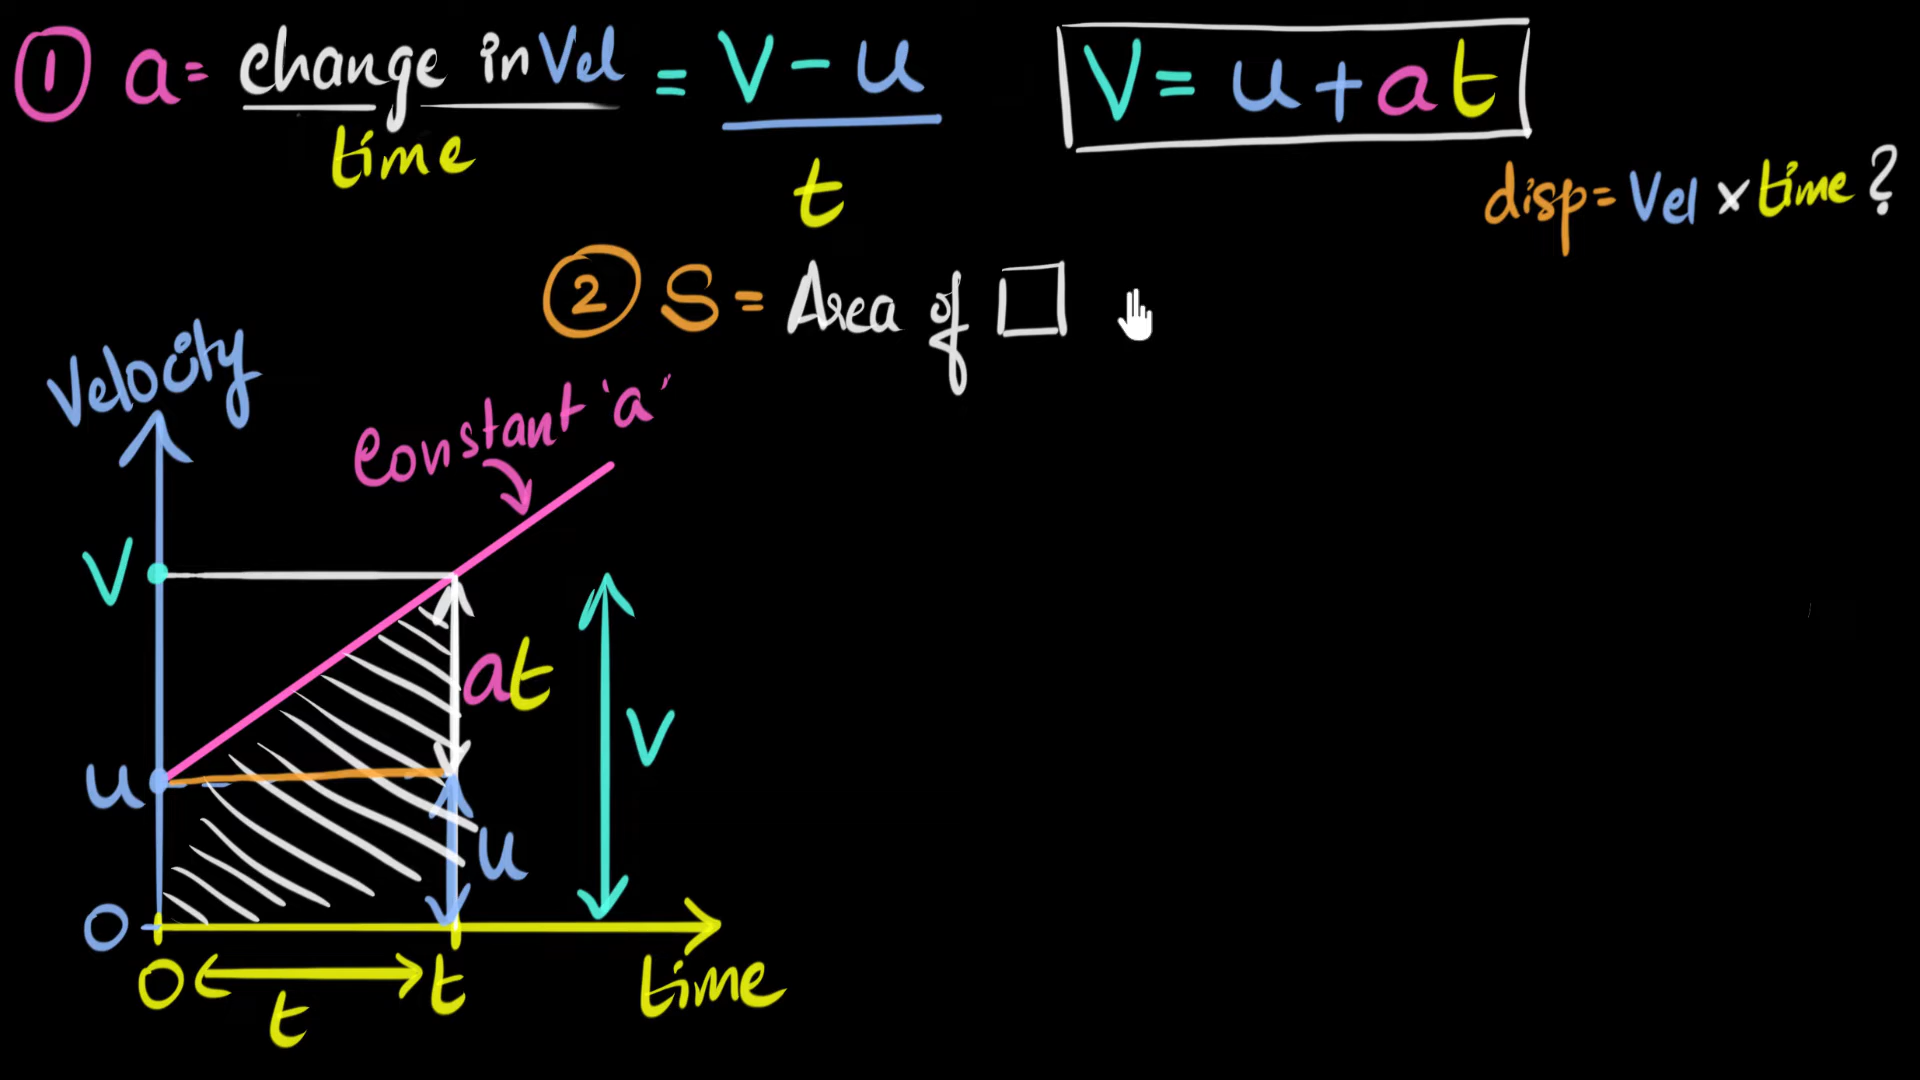 1 a = change in Vel / time = V - u / t
V = u + at
disp = Vel × time ?
2 S = Area of □
Velocity
Constant 'a'
V
at
V
u
u
0
0 t
t
time